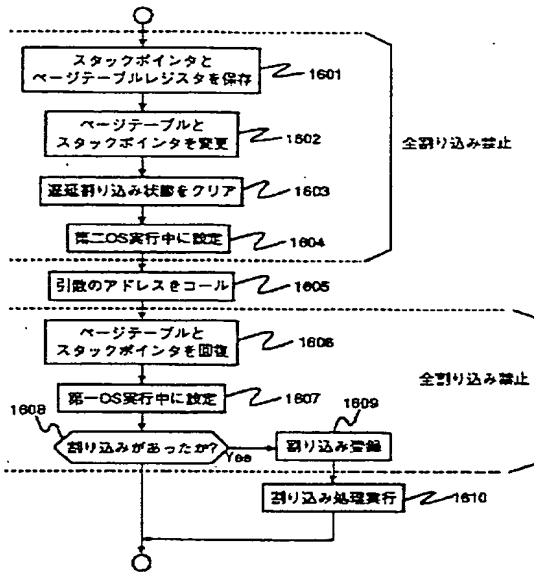 スタックポインタと
ページテーブルレジスタを保存
1601
ページテーブルと
スタックポインタを変更
1602
全割り込み禁止
遅延割り込み状態をクリア
1603
第二OS実行中に設定
1604
引数のアドレスをコール
1605
ページテーブルと
スタックポインタを回復
1606
全割り込み禁止
第一OS実行中に設定
1607
1608
割り込みがあったか?
Yes
1609
割り込み登録
割り込み処理実行
1610